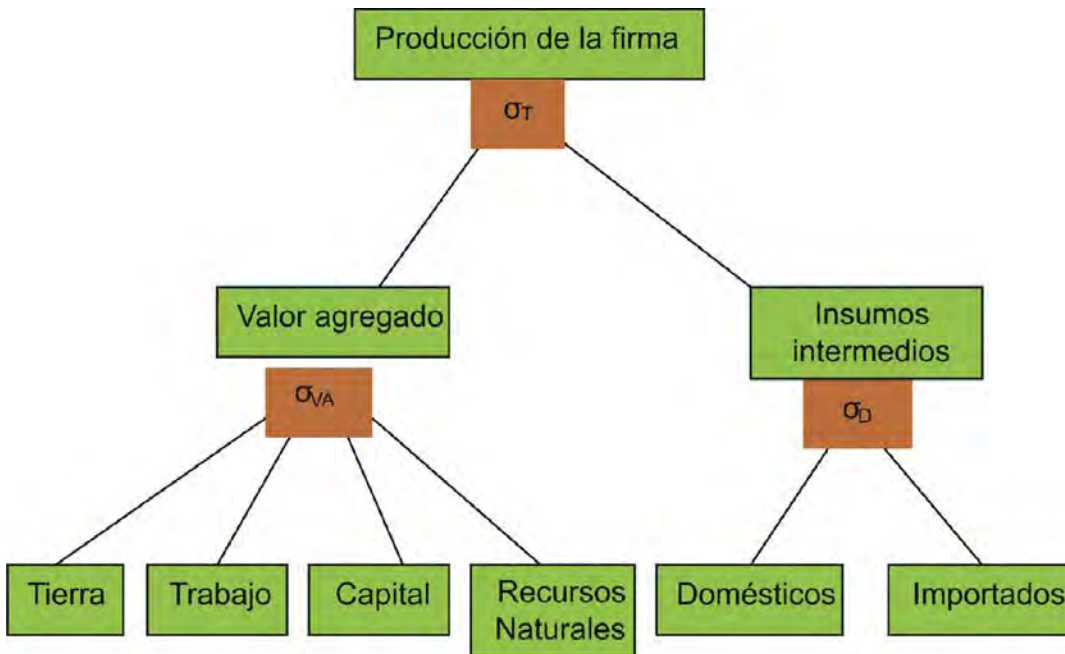 Producción de la firma
σT
Valor agregado
Insumos
intermedios
σVA
σD
Tierra
Trabajo
Capital
Recursos
Naturales
Domésticos
Importados